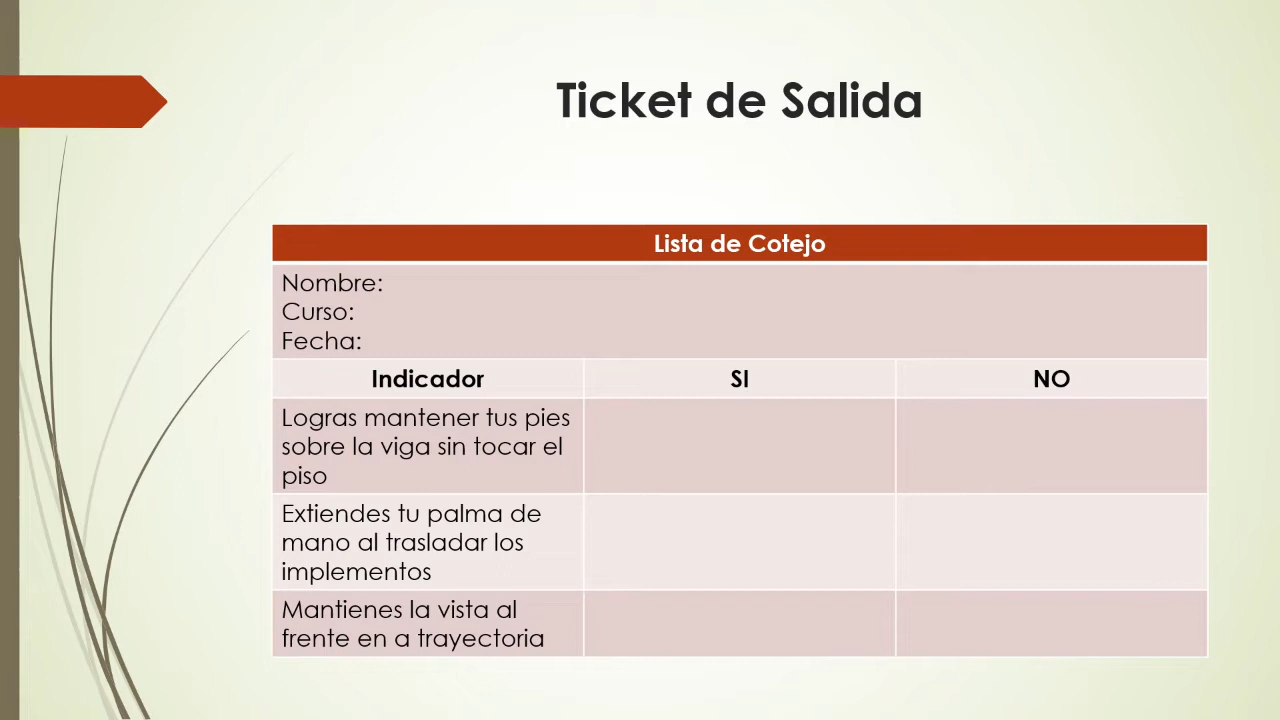 Ticket de Salida
Lista de Cotejo
Nombre:
Curso:
Fecha:
Indicador SI NO
Logras mantener tus pies
sobre la viga sin tocar el
piso
Extiendes tu palma de
mano al trasladar los
implementos
Mantienes la vista al
frente en a trayectoria